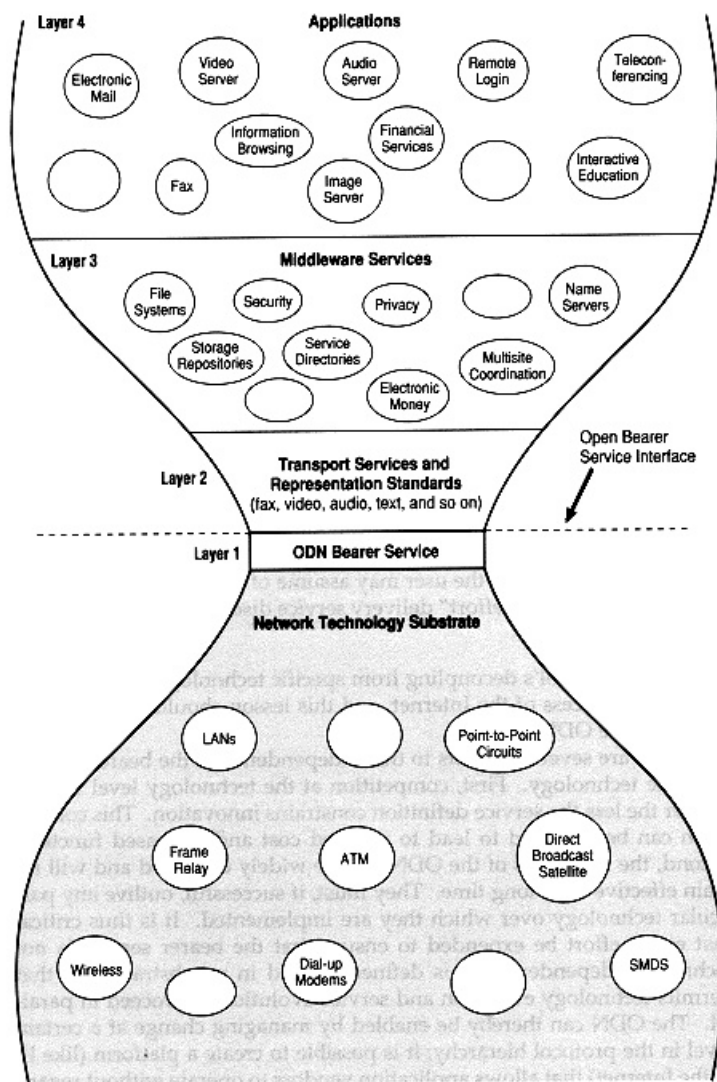 Layer 4
Applications
Electronic
Mail
Video
Server
Audio
Server
Remote
Login
Telecon-
ferencing
Information
Browsing
Financial
Services
Fax
Image
Server
Interactive
Education
Layer 3
Middleware Services
File
Systems
Security
Privacy
Name
Servers
Storage
Repositories
Service
Directories
Multisite
Coordination
Electronic
Money
Open Bearer
Service Interface
Layer 2
Transport Services and
Representation Standards
(fax, video, audio, text, and so on)
Layer 1
ODN Bearer Service
Network Technology Substrate
LANs
Point-to-Point
Circuits
Frame
Relay
ATM
Direct
Broadcast
Satellite
Wireless
Dial-up
Modems
SMDS